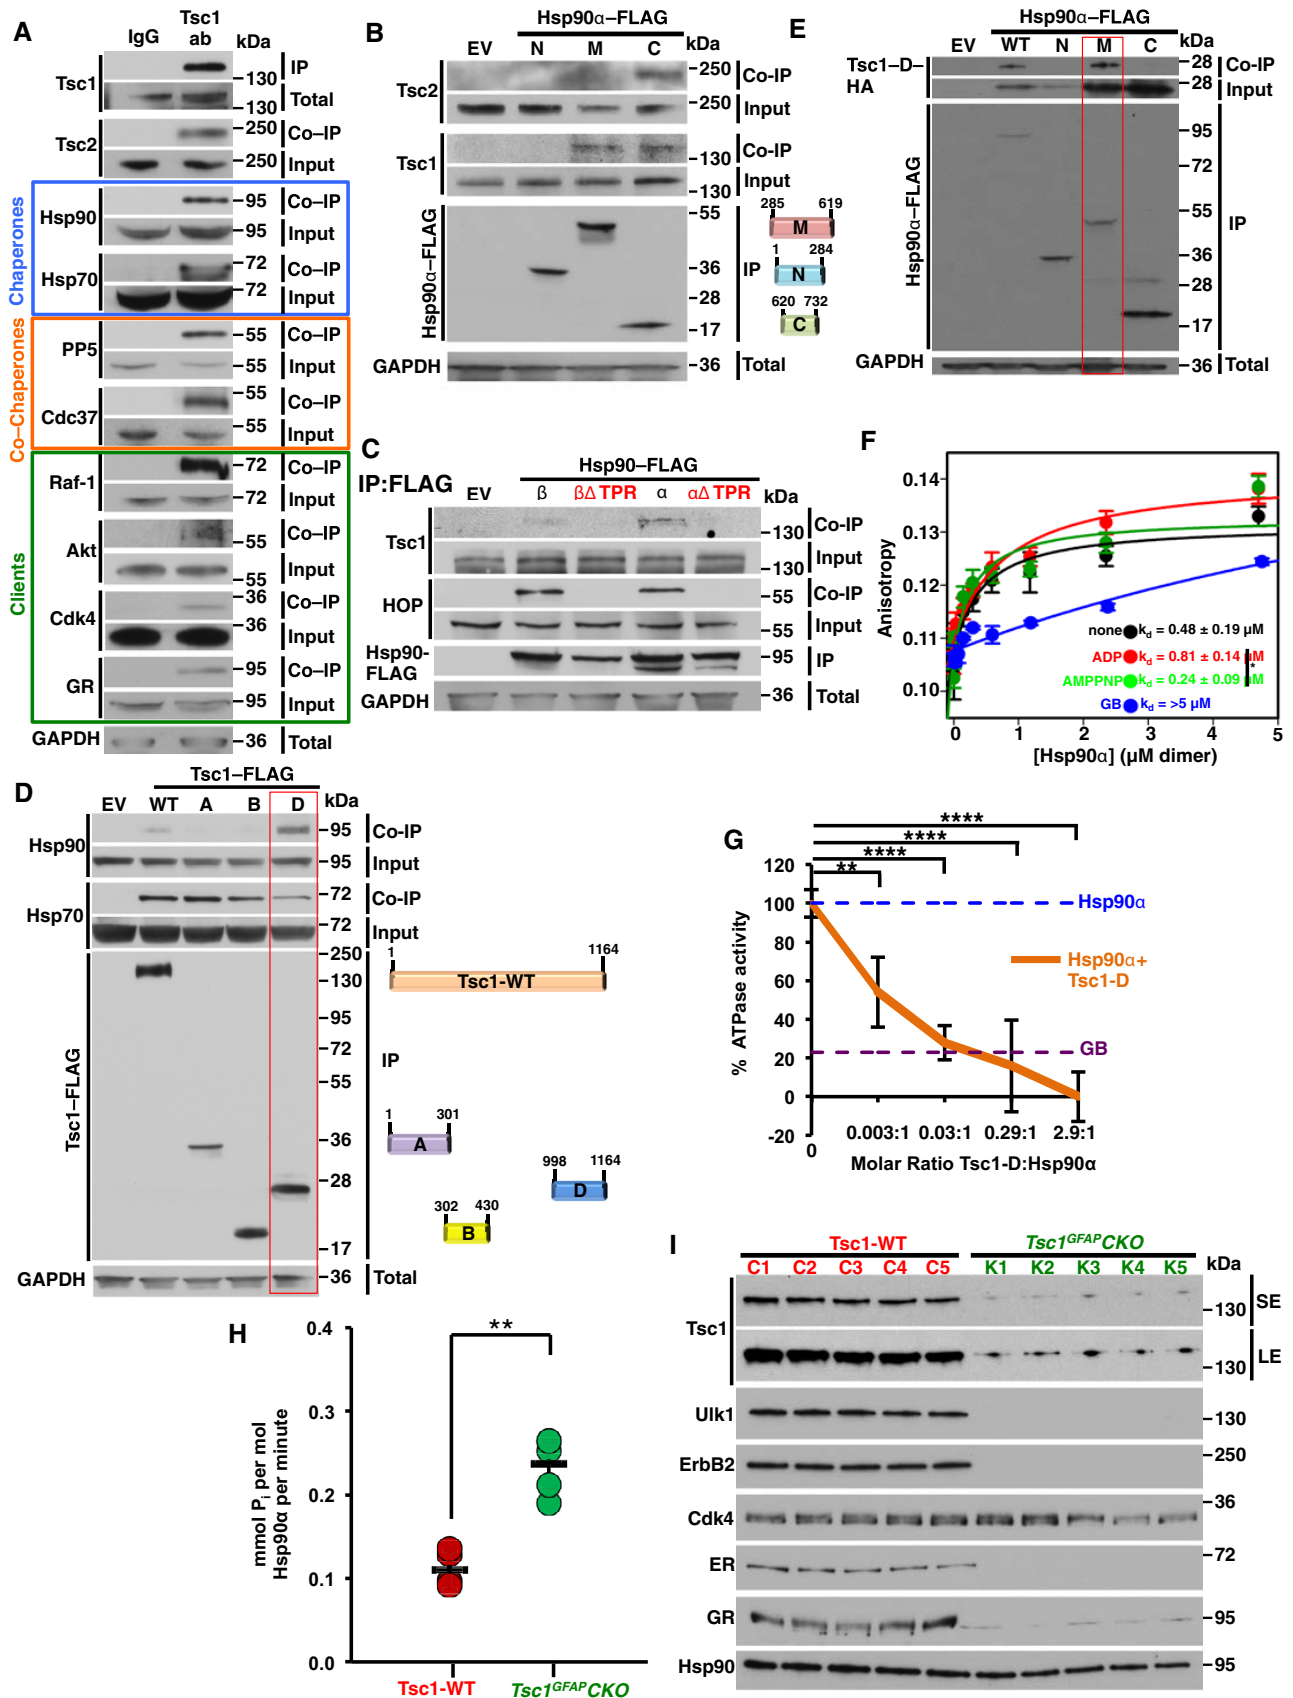 A
IgG
Tsc1
ab
kDa
Tsc1
130
IP
130
Total
Tsc2
250
Co–IP
250
Input
Chaperones
Hsp90
95
Co–IP
95
Input
Hsp70
72
Co–IP
72
Input
Co–Chaperones
PP5
55
Co–IP
55
Input
Cdc37
55
Co–IP
55
Input
Clients
Raf-1
72
Co–IP
72
Input
Akt
55
Co–IP
55
Input
Cdk4
36
Co–IP
36
Input
GR
95
Co–IP
95
Input
GAPDH
36
Total
B
Hsp90α–FLAG
EV N M C kDa
Tsc2
250
Co-IP
250
Input
Tsc1
130
Co-IP
130
Input
Hsp90α–FLAG
55
36
28
17
IP
GAPDH
36
Total
285 619
M
1 284
N
620 732
C
C
IP:FLAG
Hsp90–FLAG
EV β βΔ TPR α αΔ TPR kDa
Tsc1
130
Co-IP
130
Input
HOP
55
Co-IP
55
Input
Hsp90-
FLAG
95
IP
GAPDH
36
Total
D
Tsc1–FLAG
EV WT A B D kDa
Hsp90
95
Co-IP
95
Input
Hsp70
72
Co-IP
72
Input
Tsc1–FLAG
250
130
95
72
55
36
28
17
IP
GAPDH
36
Total
1 1164
Tsc1-WT
1 301
A
998 1164
D
302 430
B
E
Hsp90α–FLAG
EV WT N M C kDa
Tsc1–D–
HA
28
Co-IP
28
Input
Hsp90α–FLAG
95
72
55
36
28
17
IP
GAPDH
36
Total
F
Anisotropy
0.14
0.13
0.12
0.11
0.10
none k_d = 0.48 ± 0.19 µM
ADP k_d = 0.81 ± 0.14 µM
AMPPNP k_d = 0.24 ± 0.09 µM
*
GB k_d = >5 µM
0 1 2 3 4 5
[Hsp90α] (µM dimer)
G
****
****
****
**
% ATPase activity
120
100
80
60
40
20
0
-20
Hsp90α
Hsp90α+
Tsc1-D
GB
0 0.003:1 0.03:1 0.29:1 2.9:1
Molar Ratio Tsc1-D:Hsp90α
H
**
mmol P_i per mol
Hsp90α per minute
0.4
0.3
0.2
0.1
0.0
Tsc1-WT Tsc1^GFAP CKO
I
Tsc1-WT Tsc1^GFAP CKO
C1 C2 C3 C4 C5 K1 K2 K3 K4 K5 kDa
Tsc1
130
SE
130
LE
Ulk1
130
ErbB2
250
Cdk4
36
ER
72
GR
95
Hsp90
95